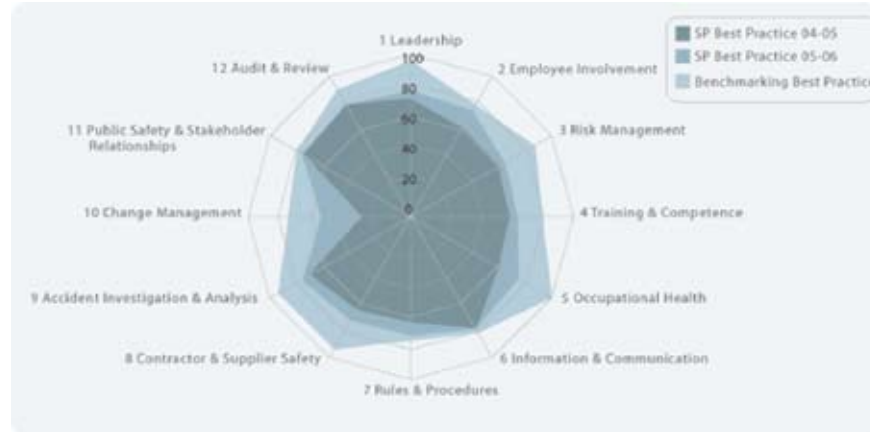 1 Leadership
2 Employee Involvement
3 Risk Management
4 Training & Competence
5 Occupational Health
6 Information & Communication
7 Rules & Procedures
8 Contractor & Supplier Safety
9 Accident Investigation & Analysis
10 Change Management
11 Public Safety & Stakeholder
Relationships
12 Audit & Review
100
80
60
40
20
0
SP Best Practice 04-05
SP Best Practice 05-06
Benchmarking Best Practice